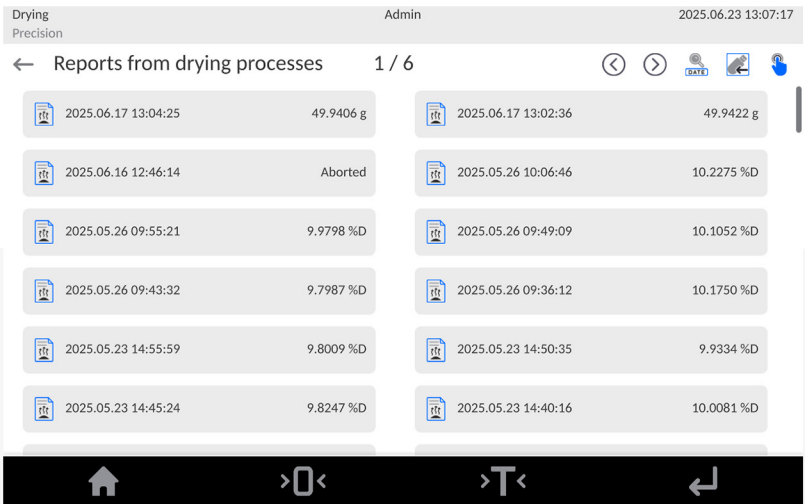 Drying Admin 2025.06.23 13:07:17
Precision
Reports from drying processes 1 / 6 DATE
2025.06.17 13:04:25 49.9406 g 2025.06.17 13:02:36 49.9422 g
2025.06.16 12:46:14 Aborted 2025.05.26 10:06:46 10.2275 %D
2025.05.26 09:55:21 9.9798 %D 2025.05.26 09:49:09 10.1052 %D
2025.05.26 09:43:32 9.7987 %D 2025.05.26 09:36:12 10.1750 %D
2025.05.23 14:55:59 9.8009 %D 2025.05.23 14:50:35 9.9334 %D
2025.05.23 14:45:24 9.8247 %D 2025.05.23 14:40:16 10.0081 %D
>0< >T<